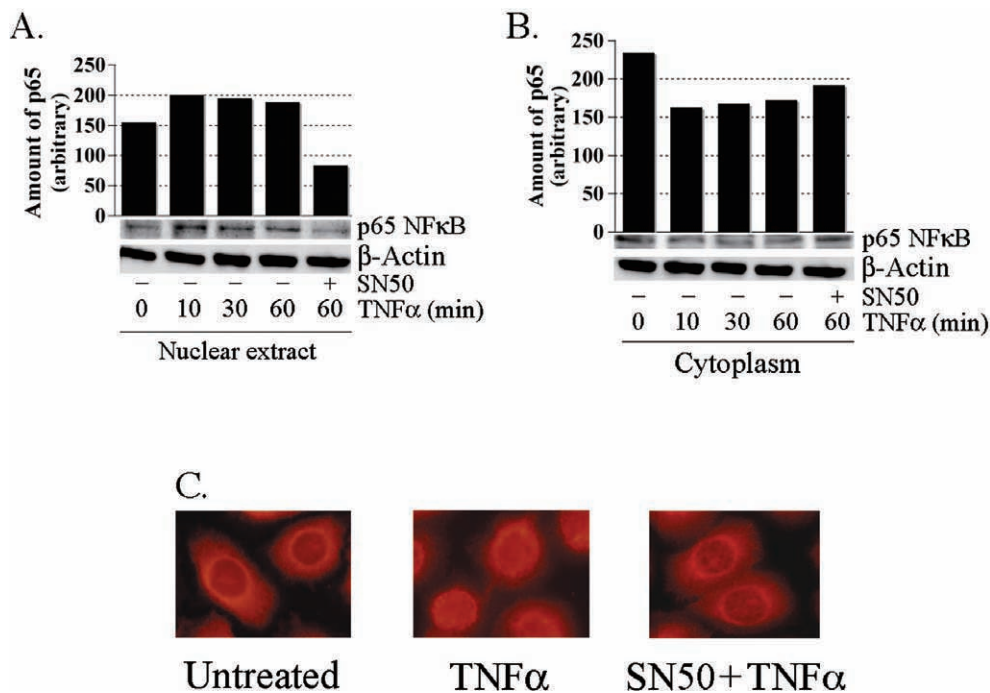 A.
Amount of p65
(arbitrary)
250
200
150
100
50
0
p65 NFκB
β-Actin
– – – – + SN50
0 10 30 60 60 TNFα (min)
Nuclear extract
B.
Amount of p65
(arbitrary)
250
200
150
100
50
0
p65 NFκB
β-Actin
– – – – + SN50
0 10 30 60 60 TNFα (min)
Cytoplasm
C.
Untreated
TNFα
SN50+TNFα